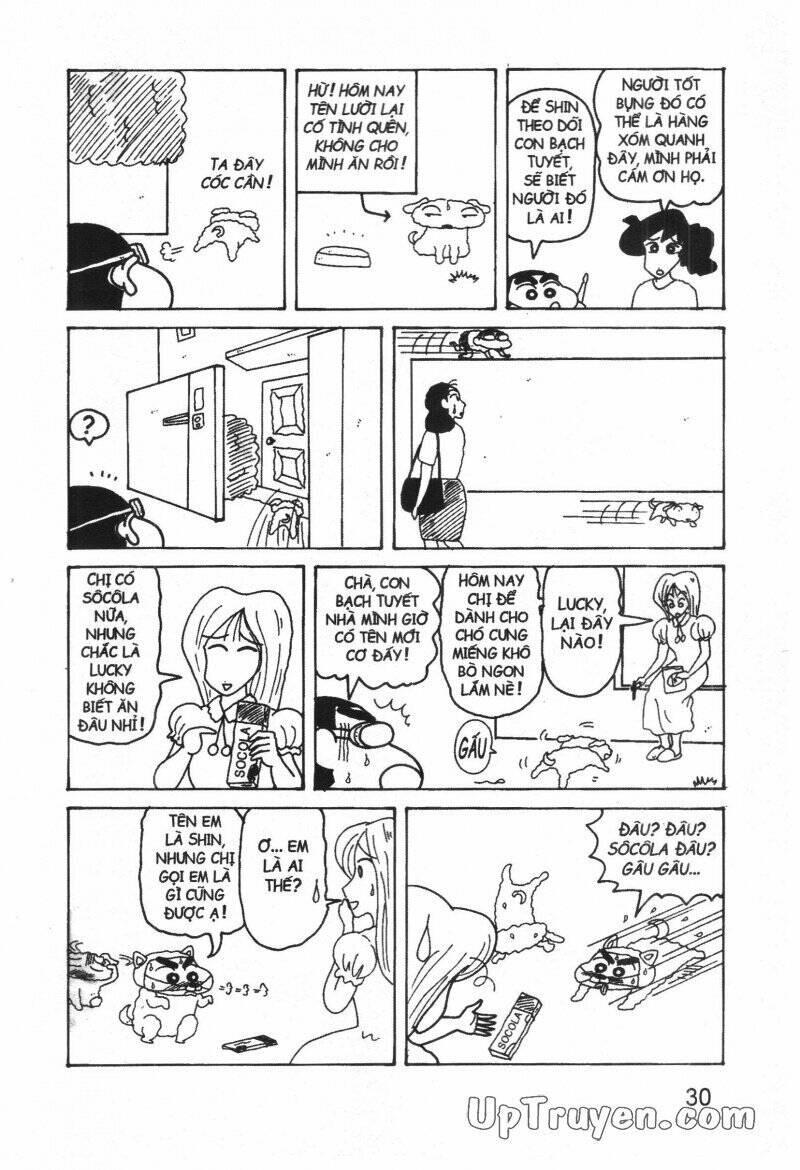 NGƯỜI TỐT
BỤNG ĐÓ CÓ
THỂ LÀ HÀNG
XÓM QUANH
ĐÂY, MÌNH PHẢI
CÁM ƠN HỌ.
ĐỂ SHIN
THEO DÕI
CON BẠCH
TUYẾT,
SẼ BIẾT
NGƯỜI ĐÓ
LÀ AI!
HỪ! HÔM NAY
TÊN LƯỜI LẠI
CỐ TÌNH QUÊN,
KHÔNG CHO
MÌNH ĂN RỒI!
TA ĐÂY
CÓC CẦN!
?
LUCKY,
LẠI ĐÂY
NÀO!
HÔM NAY
CHỊ ĐỂ
DÀNH CHO
CHÓ CƯNG
MIẾNG KHÔ
BÒ NGON
LẮM NÈ!
GẤU
CHÀ, CON
BẠCH TUYẾT
NHÀ MÌNH GIỜ
CÓ TÊN MỚI
CƠ ĐẤY!
CHỊ CÓ
SÔCÔLA
NỮA,
NHƯNG
CHẮC LÀ
LUCKY
KHÔNG
BIẾT ĂN
ĐÂU NHỈ!
SOCOLA
ĐÂU? ĐÂU?
SÔCÔLA ĐÂU?
GÂU GÂU...
SOCOLA
Ơ... EM
LÀ AI
THẾ?
TÊN EM
LÀ SHIN,
NHƯNG CHỊ
GỌI EM LÀ
GÌ CŨNG
ĐƯỢC Ạ!
30
UpTruyen.com